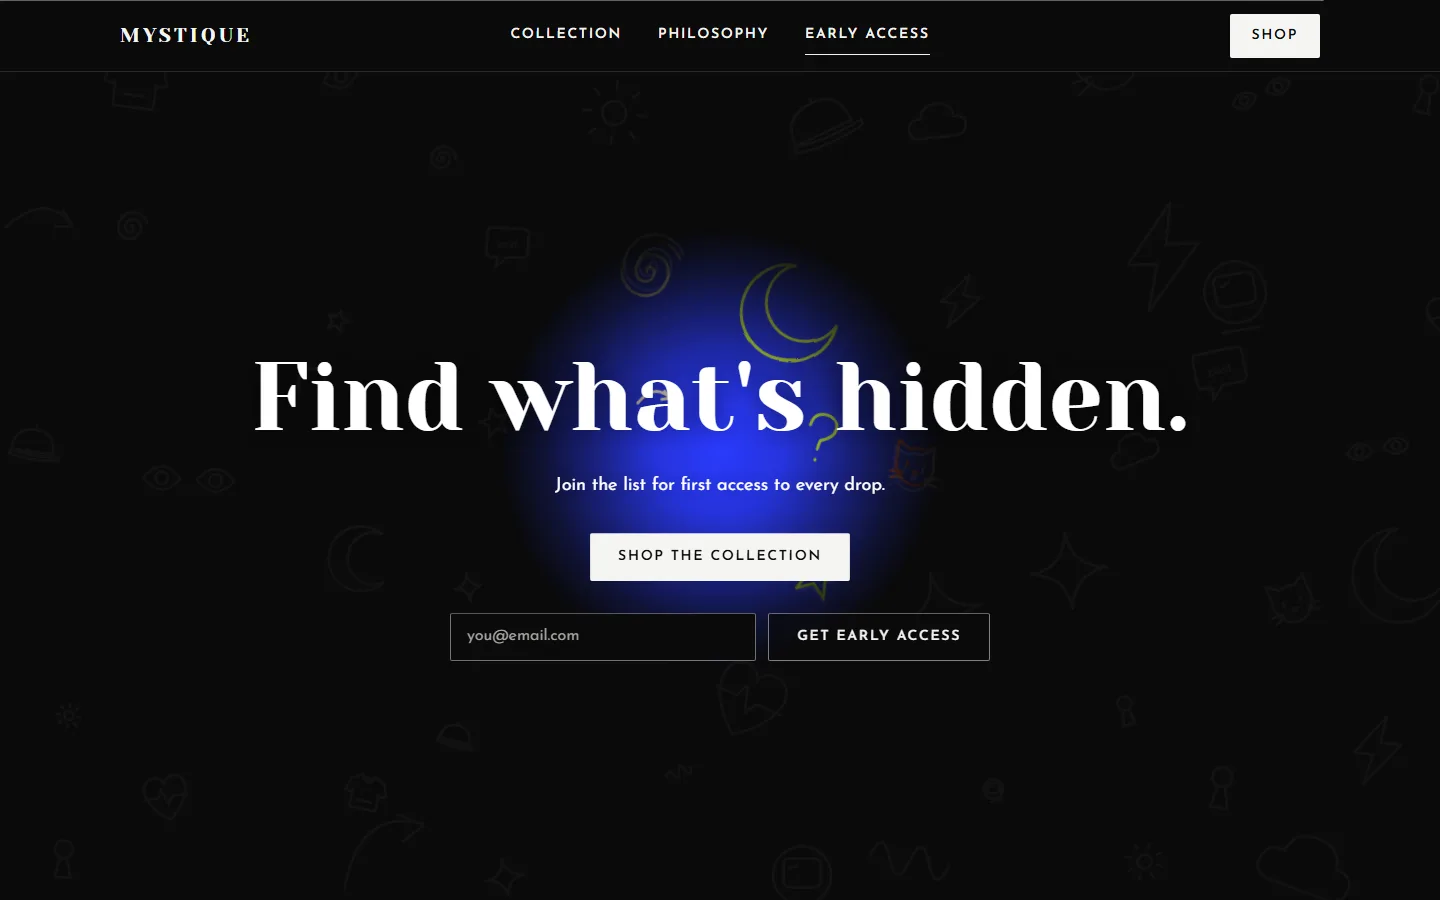 MYSTIQUE
COLLECTION
PHILOSOPHY
EARLY ACCESS
SHOP
Find what's hidden.
Join the list for first access to every drop.
SHOP THE COLLECTION
you@email.com
GET EARLY ACCESS